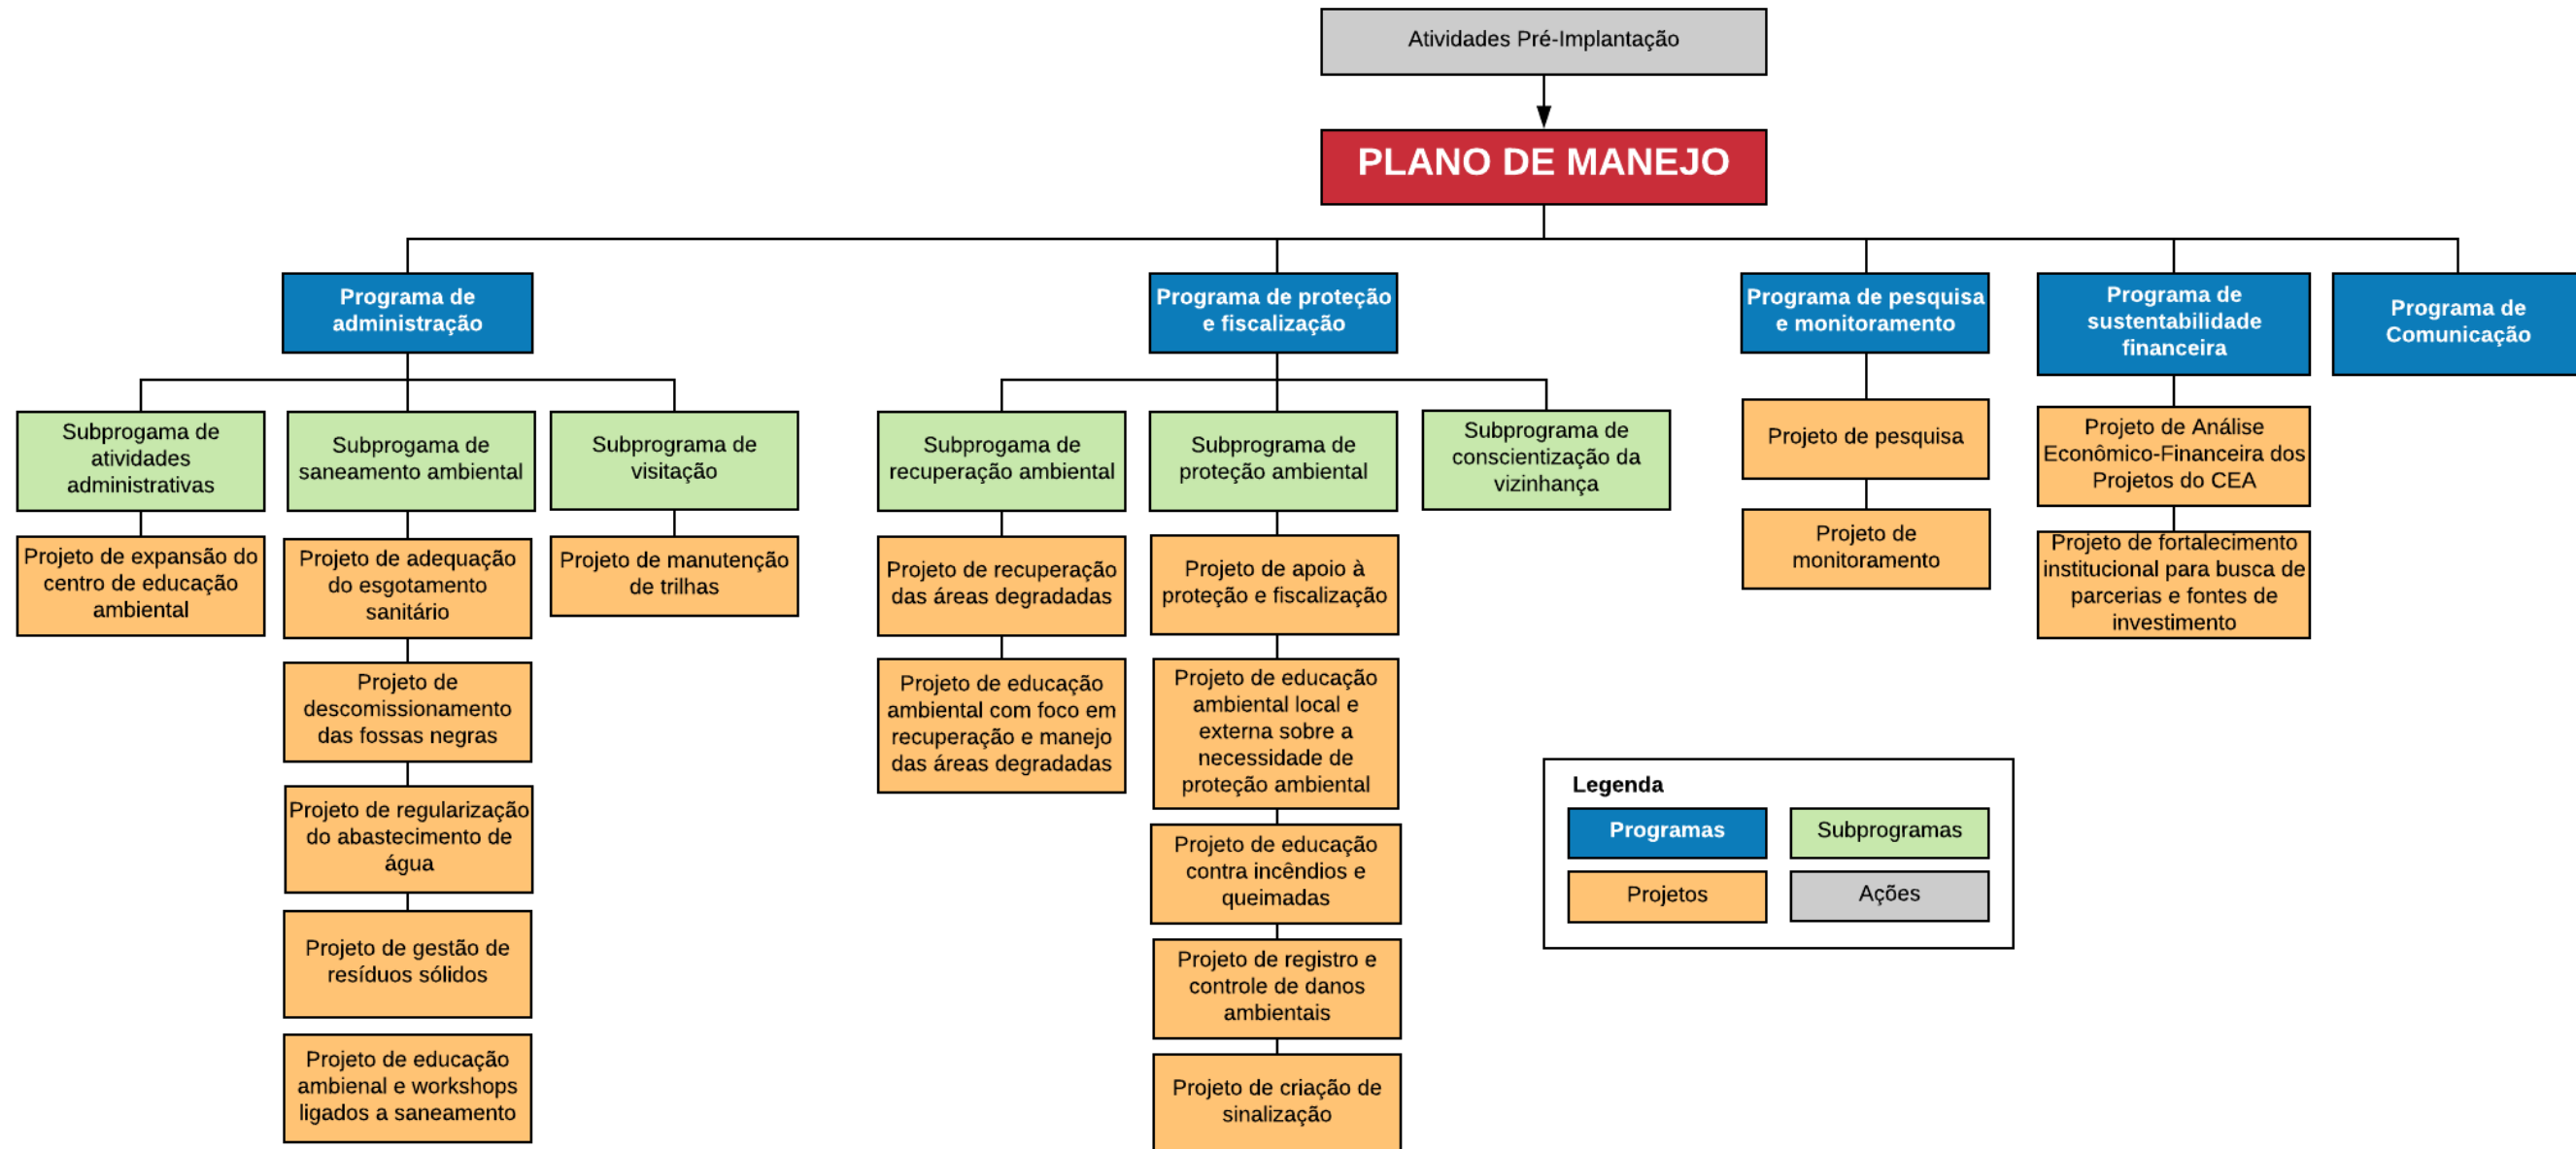 Atividades Pré-Implantação
PLANO DE MANEJO
Programa de
administração
Programa de proteção
e fiscalização
Programa de pesquisa
e monitoramento
Programa de
sustentabilidade
financeira
Programa de
Comunicação
Subprogama de
atividades
administrativas
Subprogama de
saneamento ambiental
Subprograma de
visitação
Subprogama de
recuperação ambiental
Subprograma de
proteção ambiental
Subprograma de
conscientização da
vizinhança
Projeto de pesquisa
Projeto de
monitoramento
Projeto de Análise
Econômico-Financeira dos
Projetos do CEA
Projeto de fortalecimento
institucional para busca de
parcerias e fontes de
investimento
Projeto de expansão do
centro de educação
ambiental
Projeto de adequação
do esgotamento
sanitário
Projeto de
descomissionamento
das fossas negras
Projeto de regularização
do abastecimento de
água
Projeto de gestão de
resíduos sólidos
Projeto de educação
ambienal e workshops
ligados a saneamento
Projeto de manutenção
de trilhas
Projeto de recuperação
das áreas degradadas
Projeto de educação
ambiental com foco em
recuperação e manejo
das áreas degradadas
Projeto de apoio à
proteção e fiscalização
Projeto de educação
ambiental local e
externa sobre a
necessidade de
proteção ambiental
Projeto de educação
contra incêndios e
queimadas
Projeto de registro e
controle de danos
ambientais
Projeto de criação de
sinalização
Legenda
Programas
Subprogramas
Projetos
Ações